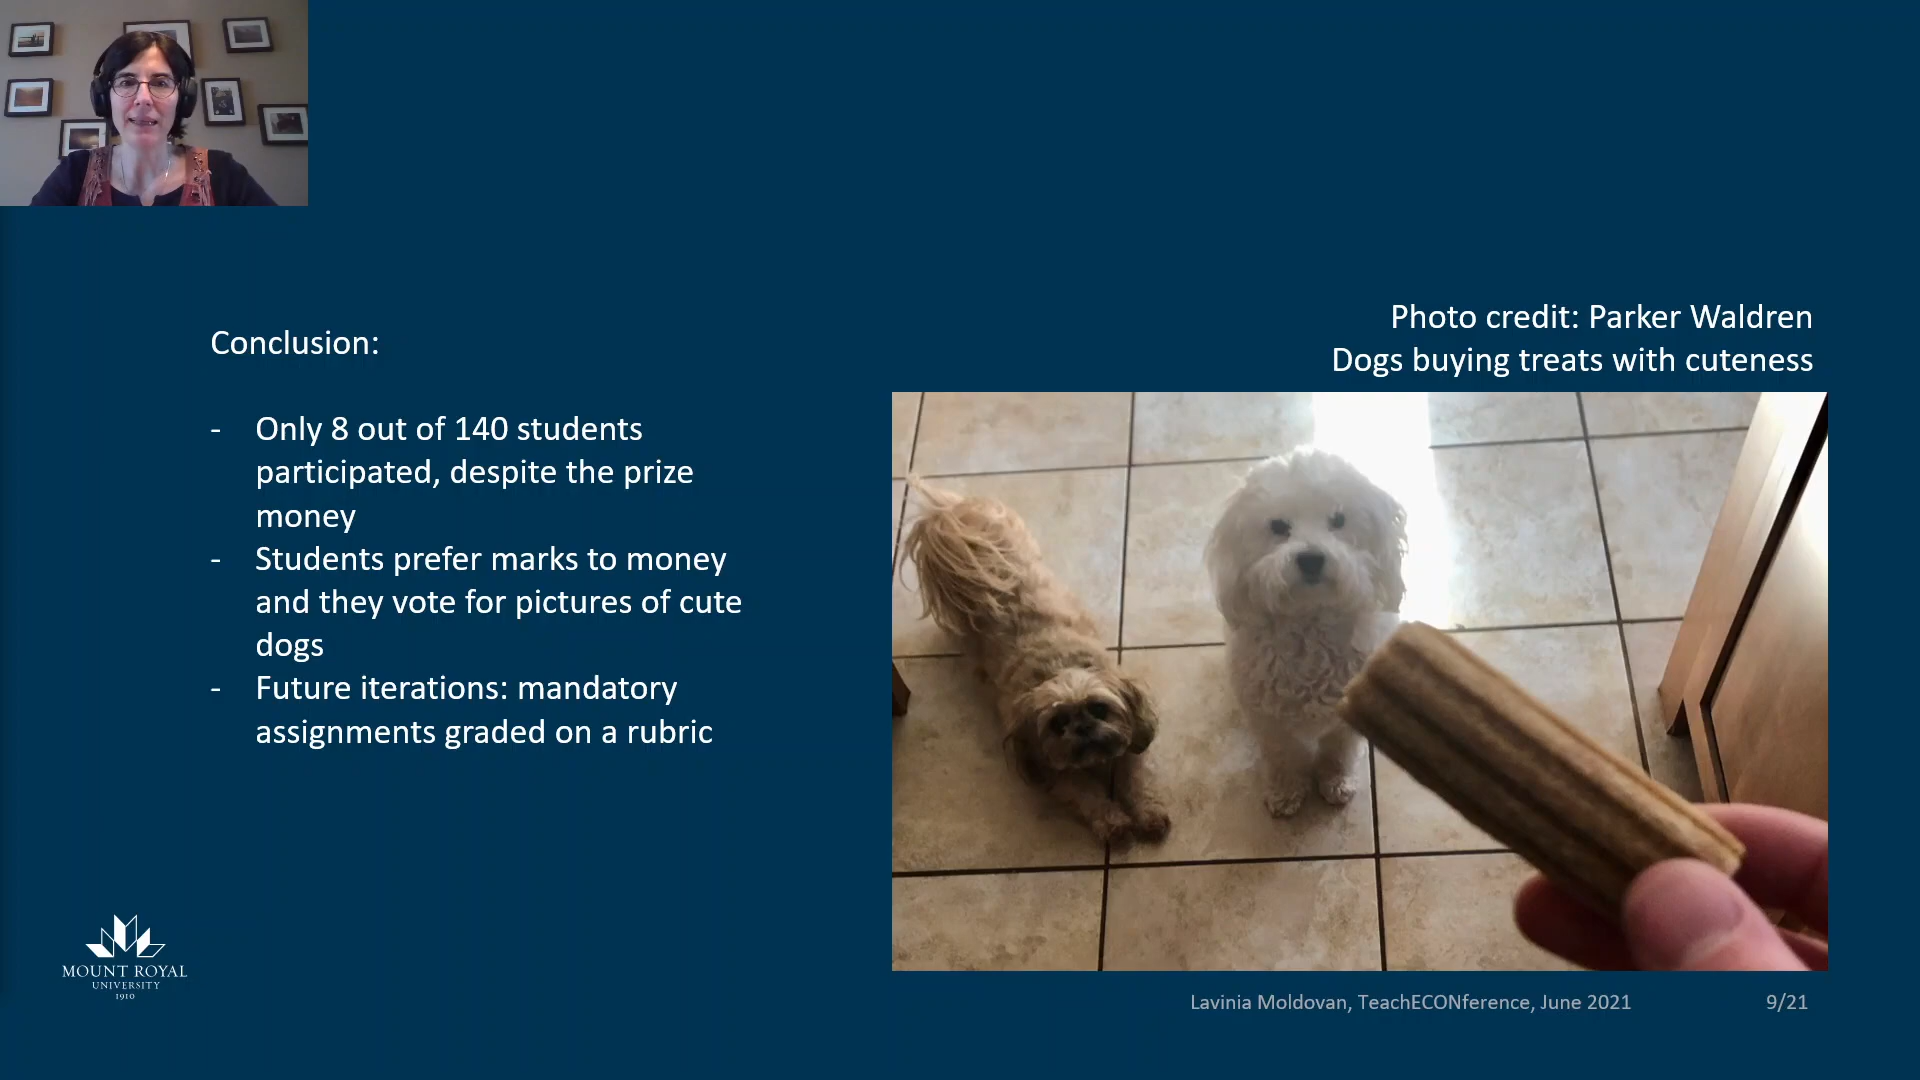 Photo credit: Parker Waldren
Dogs buying treats with cuteness
Conclusion:
- Only 8 out of 140 students
participated, despite the prize
money
- Students prefer marks to money
and they vote for pictures of cute
dogs
- Future iterations: mandatory
assignments graded on a rubric
MOUNT ROYAL
UNIVERSITY
1910
Lavinia Moldovan, TeachECONference, June 2021
9/21